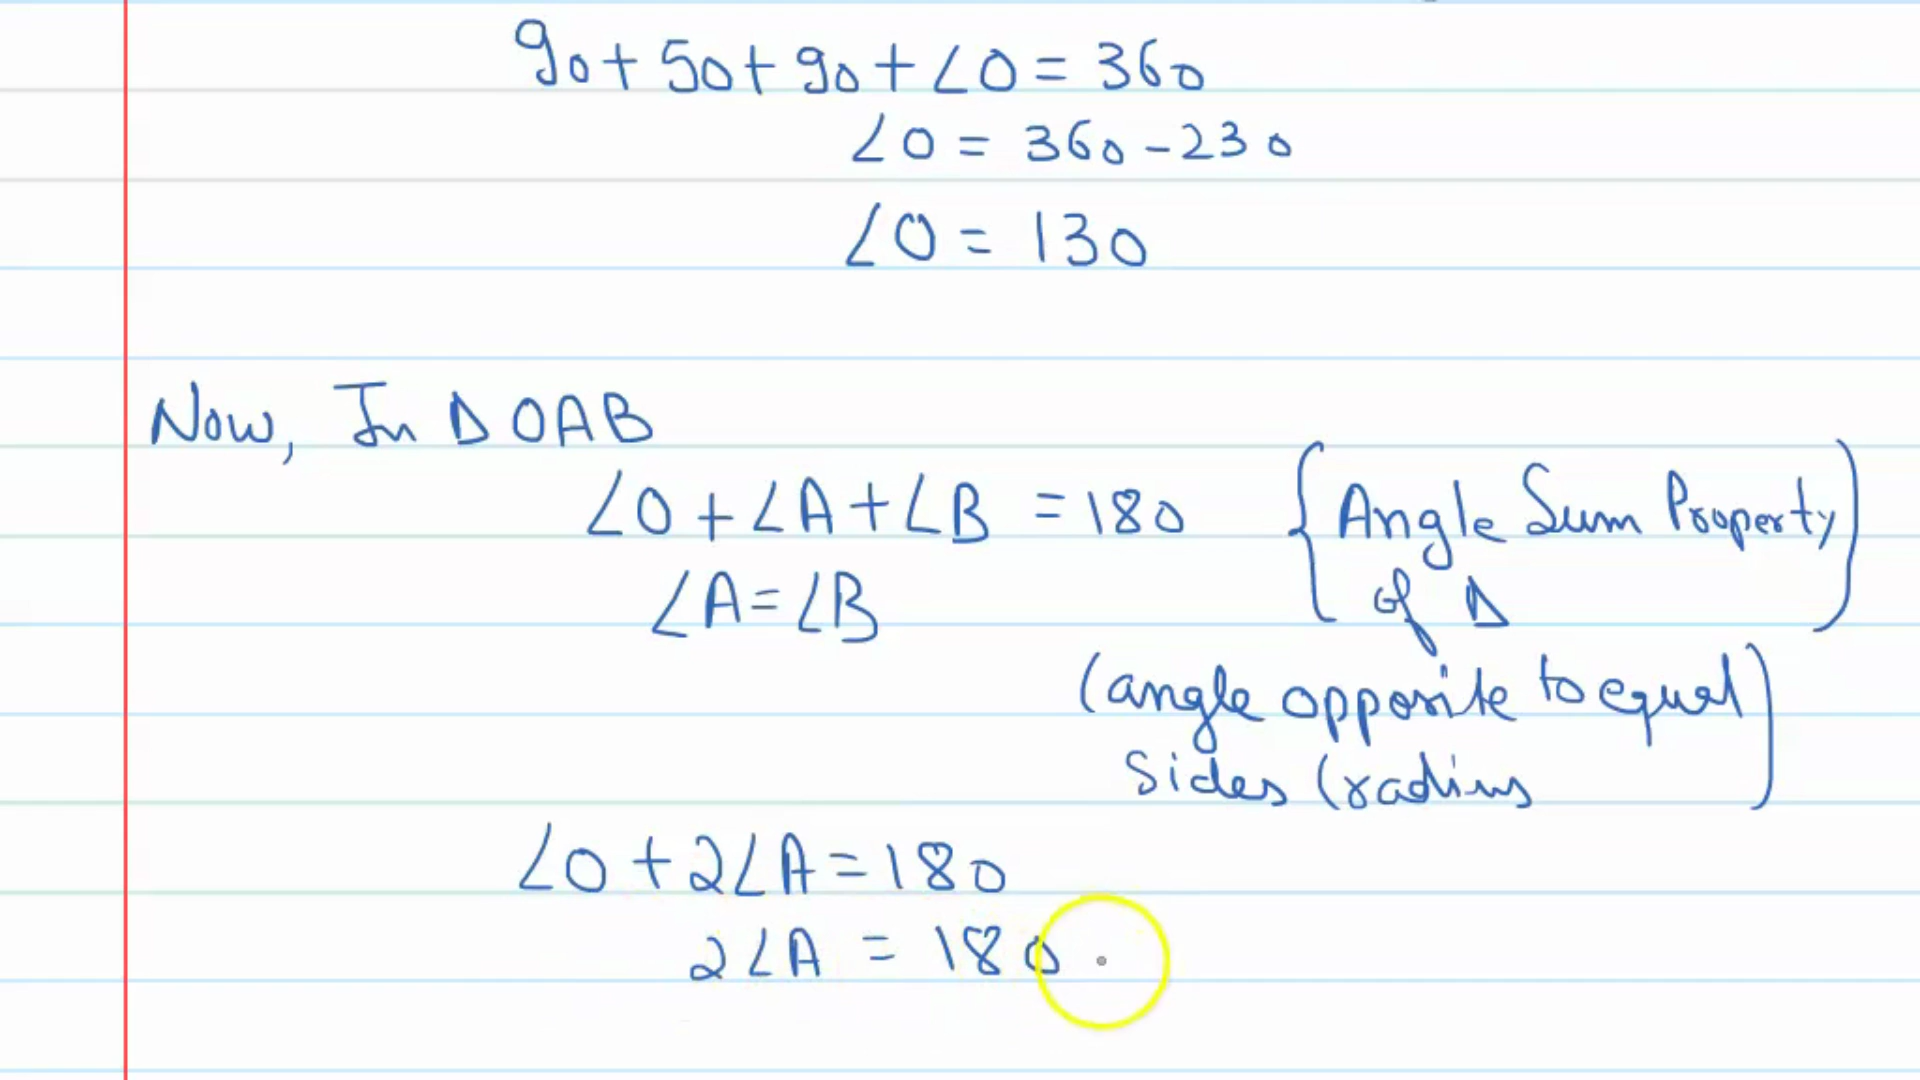 90+50+90+∠O=360
∠O=360-230
∠O=130
Now, In Δ OAB
∠O+∠A+∠B=180 {Angle Sum Property
of Δ}
∠A=∠B
(angle opposite to equal
sides (radius)
∠O+2∠A=180
2∠A=180